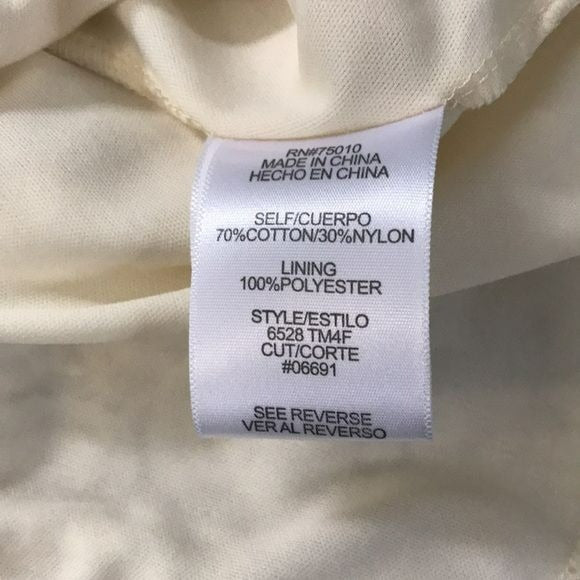 RN#75010
MADE IN CHINA
HECHO EN CHINA
SELF/CUERPO
70%COTTON/30%NYLON
LINING
100%POLYESTER
STYLE/ESTILO
6528 TM4F
CUT/CORTE
#06691
SEE REVERSE
VER AL REVERSO